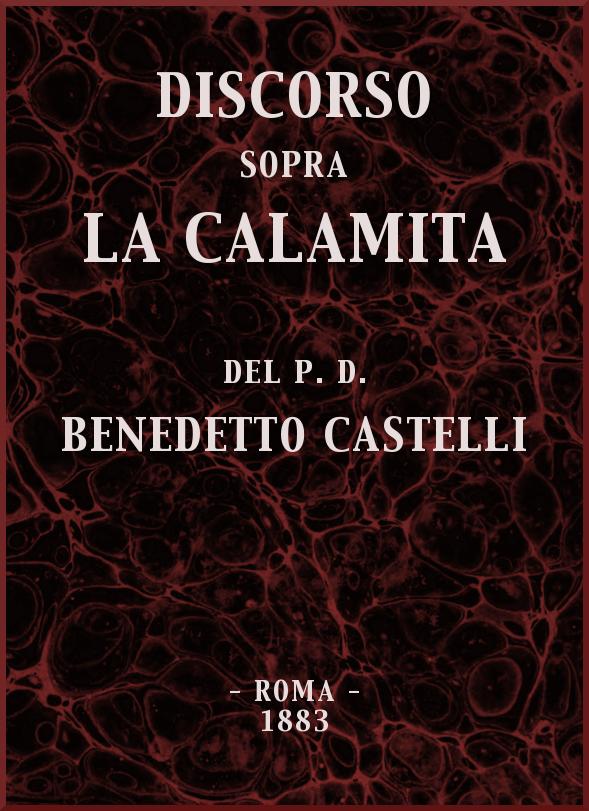 DISCORSO
SOPRA
LA CALAMITA
DEL P. D.
BENEDETTO CASTELLI
– ROMA –
1883